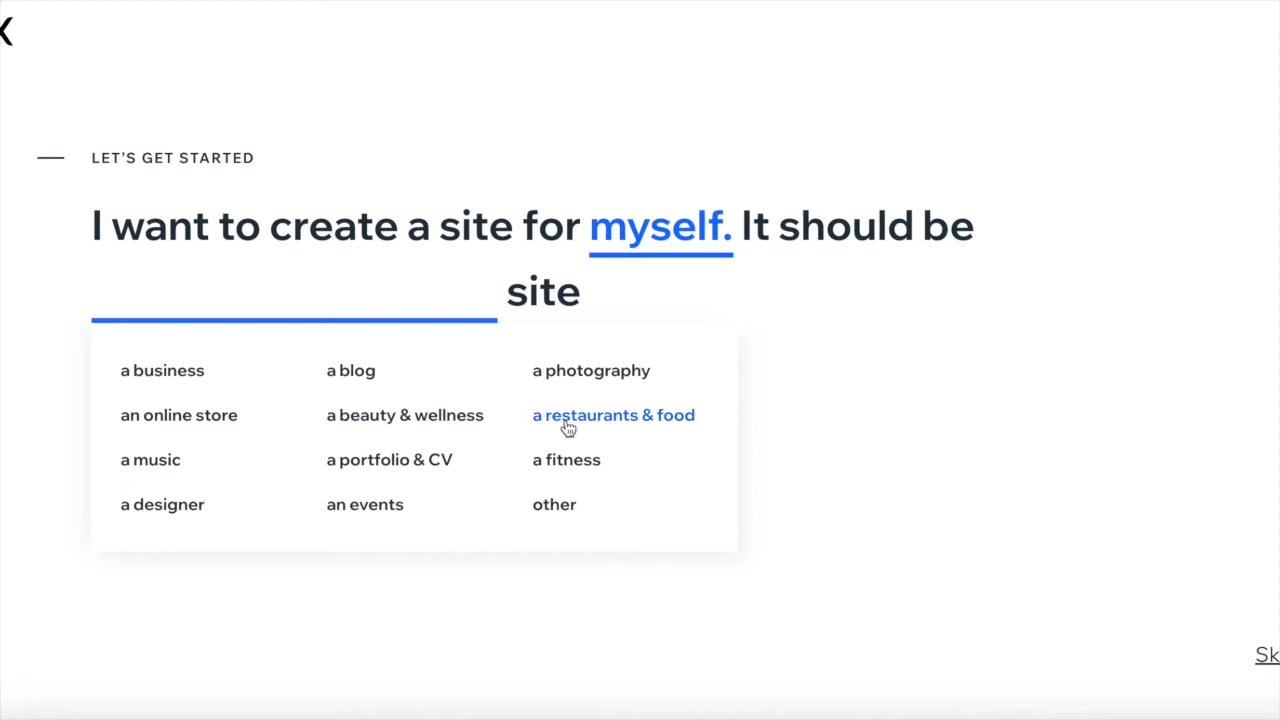 X
LET'S GET STARTED
I want to create a site for myself. It should be
site
a business a blog a photography
an online store a beauty & wellness a restaurants & food
a music a portfolio & CV a fitness
a designer an events other
Sk